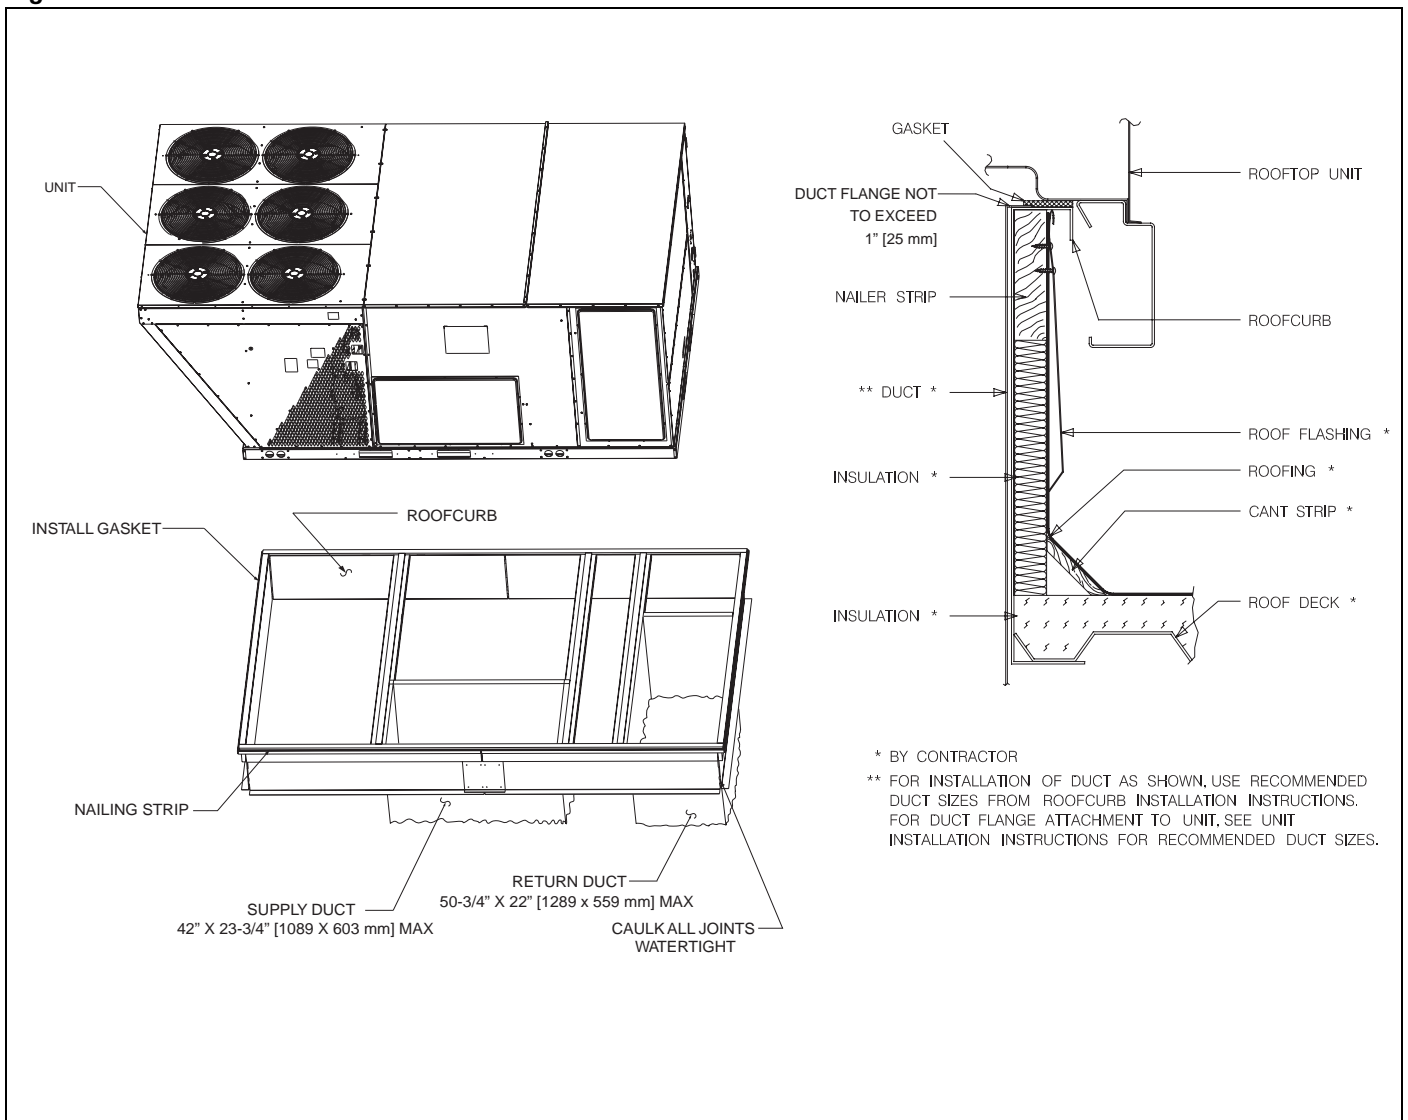 UNIT
INSTALL GASKET
ROOFCURB
NAILING STRIP
SUPPLY DUCT
42” X 23-3/4” [1089 X 603 mm] MAX
RETURN DUCT
50-3/4” X 22” [1289 x 559 mm] MAX
CAULK ALL JOINTS
WATERTIGHT
GASKET
DUCT FLANGE NOT
TO EXCEED
1” [25 mm]
NAILER STRIP
** DUCT *
INSULATION *
INSULATION *
ROOFTOP UNIT
ROOFCURB
ROOF FLASHING *
ROOFING *
CANT STRIP *
ROOF DECK *
* BY CONTRACTOR
** FOR INSTALLATION OF DUCT AS SHOWN, USE RECOMMENDED
DUCT SIZES FROM ROOFCURB INSTALLATION INSTRUCTIONS.
FOR DUCT FLANGE ATTACHMENT TO UNIT, SEE UNIT
INSTALLATION INSTRUCTIONS FOR RECOMMENDED DUCT SIZES.